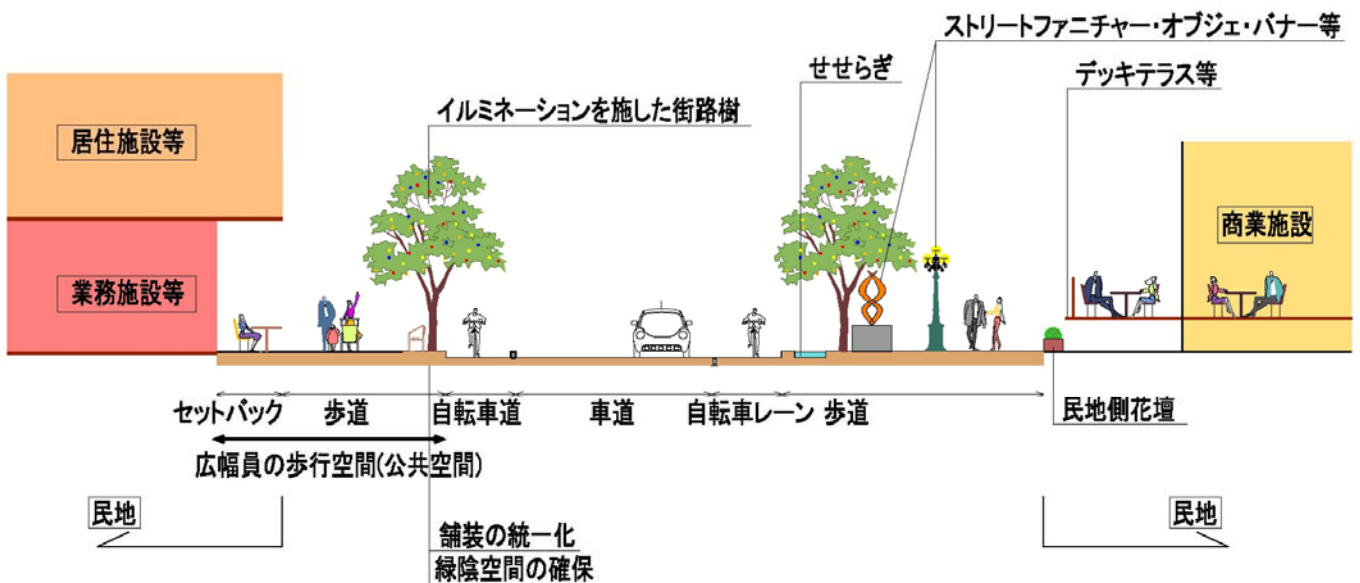 ストリートファニチャー・オブジェ・バナー等
せせらぎ
デッキテラス等
イルミネーションを施した街路樹
居住施設等
業務施設等
商業施設
セットバック
歩道
自転車道
車道
自転車レーン
歩道
民地側花壇
広幅員の歩行空間(公共空間)
民地
民地
舗装の統一化
緑陰空間の確保